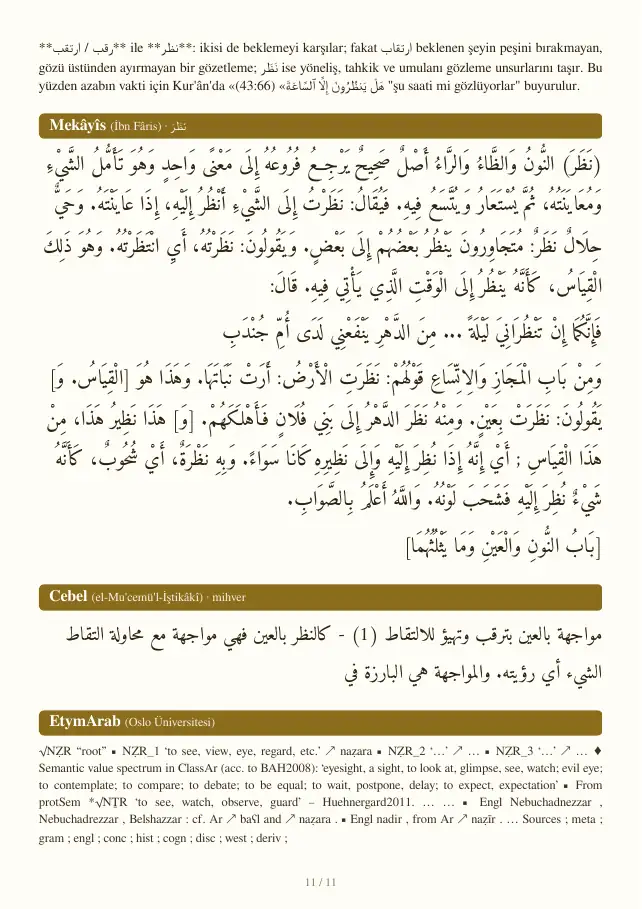 **رقب / ارتقب** ile **نظر**: ikisi de beklemeyi karşılar; fakat ارتقاب beklenen şeyin peşini bırakmayan,
gözü üstünden ayırmayan bir gözetleme; نَظَر ise yöneliş, tahkik ve umulanı gözleme unsurlarını taşır. Bu
yüzden azabın vakti için Kur'ân'da «هَلْ يَنظُرُونَ إِلَّا ٱلسَّاعَةَ» (43:66) "şu saati mi gözlüyorlar" buyurulur.
Mekâyîs (İbn Fâris) · نَظَرَ
(نَظَرَ) النُّونُ وَالظَّاءُ وَالرَّاءُ أَصْلٌ صَحِيحٌ يَرْجِعُ فُرُوعُهُ إِلَى مَعْنًى وَاحِدٍ وَهُوَ تَأَمُّلُ الشَّيْءِ
وَمُعَايَنَتُهُ، ثُمَّ يُسْتَعَارُ وَيُتَّسَعُ فِيهِ. فَيُقَالُ: نَظَرْتُ إِلَى الشَّيْءِ أَنْظُرُ إِلَيْهِ، إِذَا عَايَنْتَهُ. وَحَيٌّ
حِلَالٌ نَظَرٌ: مُتَجَاوِرُونَ يَنْظُرُ بَعْضُهُمْ إِلَى بَعْضٍ. وَيَقُولُونَ: نَظَرْتُهُ، أَيِ انْتَظَرْتُهُ. وَهُوَ ذَلِكَ
الْقِيَاسُ، كَأَنَّهُ يَنْظُرُ إِلَى الْوَقْتِ الَّذِي يَأْتِي فِيهِ. قَالَ:
فَإِنَّكُمَا إِنْ تَنْظُرَانِيَ لَيْلَةً ... مِنَ الدَّهْرِ يَنْفَعْنِي لَدَى أُمِّ جُنْدَبِ
وَمِنْ بَابِ الْمَجَازِ وَالِاتِّسَاعِ قَوْلُهُمْ: نَظَرَتِ الْأَرْضُ: أَرَتْ نَبَاتَهَا. وَهَذَا هُوَ [الْقِيَاسُ. وَ]
يَقُولُونَ: نَظَرَتْ بِعَيْنٍ. وَمِنْهُ نَظَرَ الدَّهْرُ إِلَى بَنِي فُلَانٍ فَأَهْلَكَهُمْ. [وَ] هَذَا نَظِيرُ هَذَا، مِنْ
هَذَا الْقِيَاسِ ; أَيْ إِنَّهُ إِذَا نُظِرَ إِلَيْهِ وَإِلَى نَظِيرِهِ كَانَا سَوَاءً. وَبِهِ نَظْرَةٌ، أَيْ شُحُوبٌ، كَأَنَّهُ
شَيْءٌ نُظِرَ إِلَيْهِ فَشَحَبَ لَوْنُهُ. وَاللَّهُ أَعْلَمُ بِالصَّوَابِ.
[بَابُ النُّونِ وَالْعَيْنِ وَمَا يَثْلُثُهُمَا]
Cebel (el-Mu'cemü'l-İştikâkî) · mihver
مواجهة بالعين بترقب وتهيؤ للالتقاط (1) - كالنظر بالعين فهي مواجهة مع محاولة التقاط
الشيء أي رؤيته. والمواجهة هي البارزة في
EtymArab (Oslo Üniversitesi)
√NẒR “root” ▪ NẒR_1 ‘to see, view, eye, regard, etc.’ ↗ naẓara ▪ NẒR_2 ‘…’ ↗ … ▪ NẒR_3 ‘…’ ↗ … ♦
Semantic value spectrum in ClassAr (acc. to BAH2008): ‘eyesight, a sight, to look at, glimpse, see, watch; evil eye;
to contemplate; to compare; to debate; to be equal; to wait, postpone, delay; to expect, expectation’ ▪ From
protSem *√NṬR ‘to see, watch, observe, guard’ – Huehnergard2011. … … ▪ Engl Nebuchadnezzar ,
Nebuchadrezzar , Belshazzar : cf. Ar ↗ baʕl and ↗ naẓara . ▪ Engl nadir , from Ar ↗ naẓīr . … Sources ; meta ;
gram ; engl ; conc ; hist ; cogn ; disc ; west ; deriv ;
11 / 11